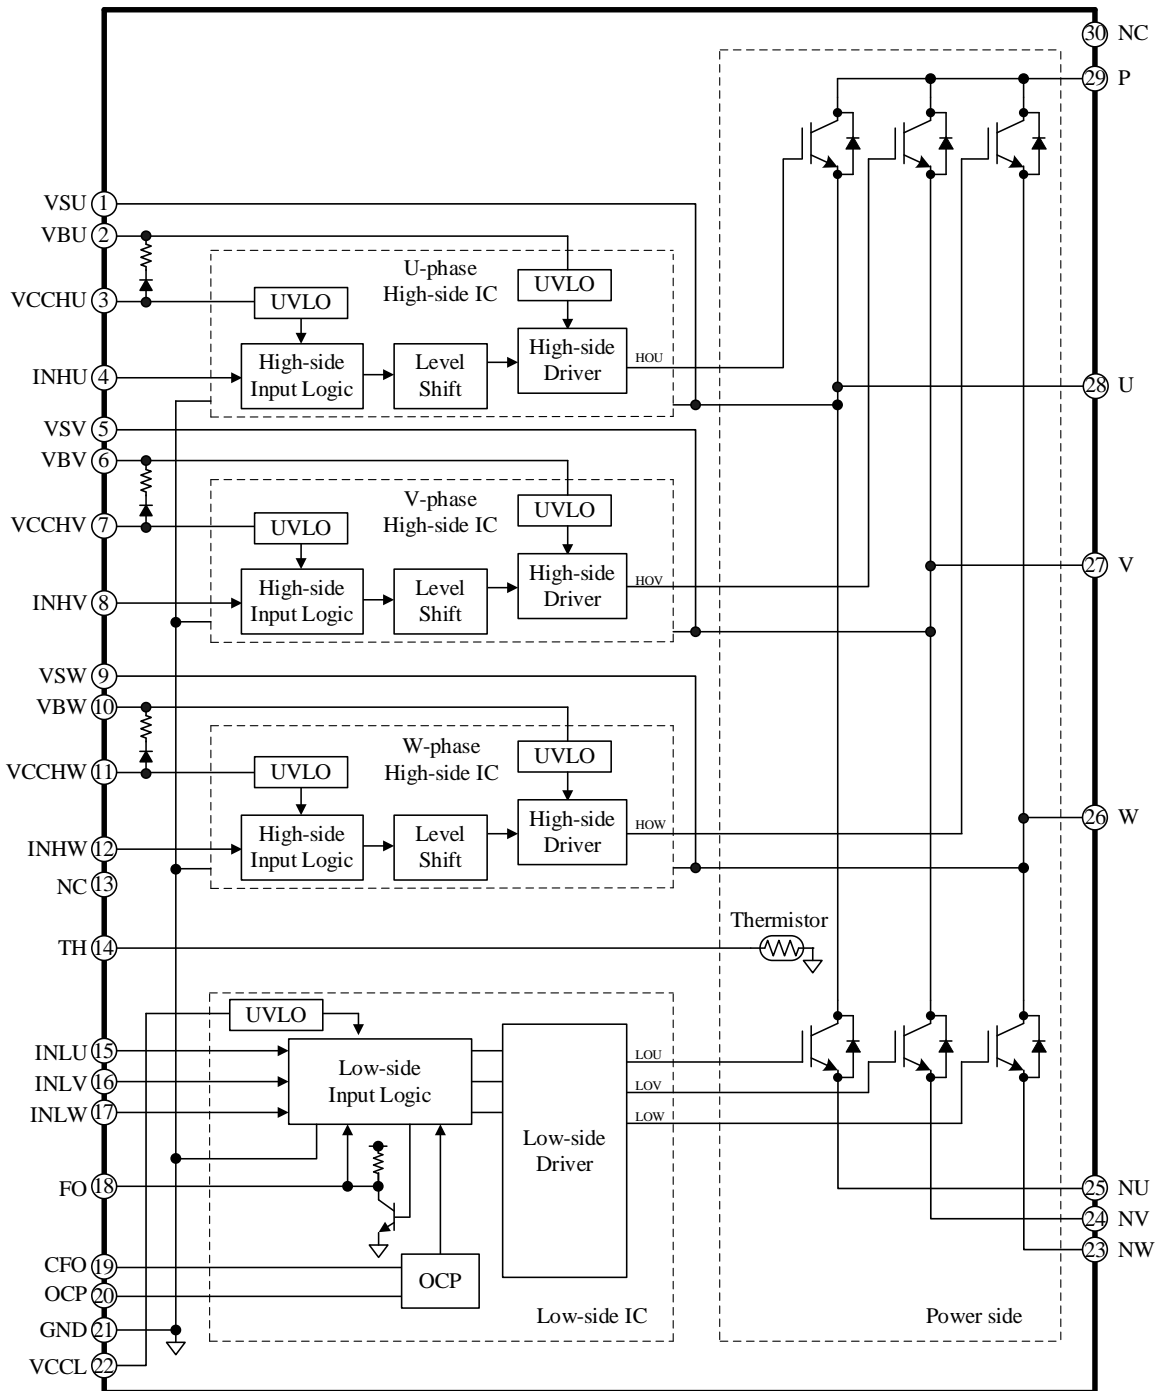 30 NC
29 P
VSU 1
VBU 2
U-phase
High-side IC
UVLO
VCCHU 3
UVLO
High-side
Input Logic
Level
Shift
High-side
Driver
HOU
INHU 4
28 U
VSV 5
VBV 6
V-phase
High-side IC
UVLO
VCCHV 7
UVLO
High-side
Input Logic
Level
Shift
High-side
Driver
HOV
27 V
INHV 8
VSW 9
VBW 10
W-phase
High-side IC
UVLO
VCCHW 11
UVLO
High-side
Input Logic
Level
Shift
High-side
Driver
HOW
26 W
INHW 12
NC 13
Thermistor
TH 14
UVLO
INLU 15
INLV 16
INLW 17
Low-side
Input Logic
LOU
LOV
LOW
Low-side
Driver
FO 18
25 NU
24 NV
23 NW
CFO 19
OCP 20
OCP
GND 21
Low-side IC
Power side
VCCL 22